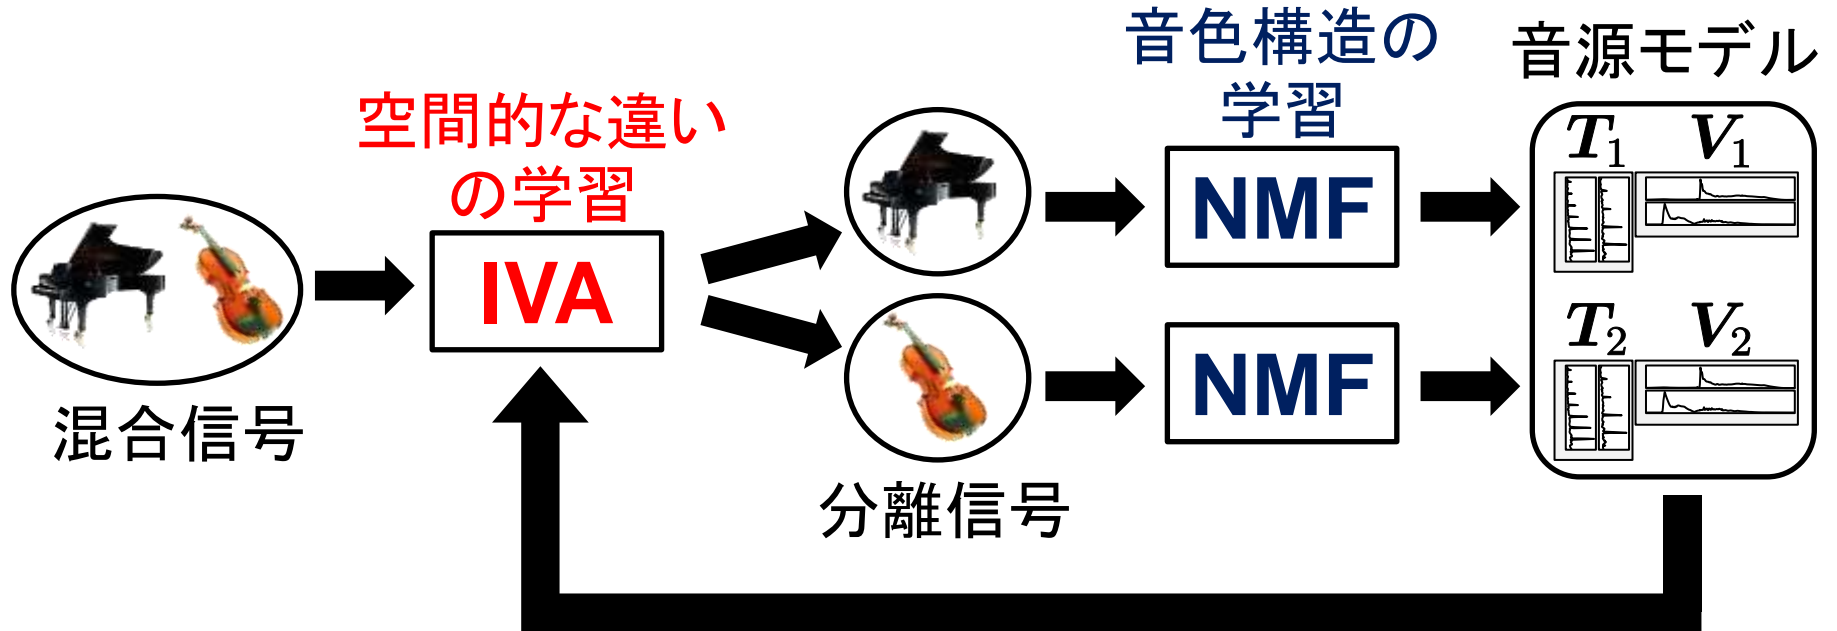 混合信号
空間的な違い
の学習
IVA
分離信号
音色構造の
学習
NMF
NMF
音源モデル
T1 V1
T2 V2